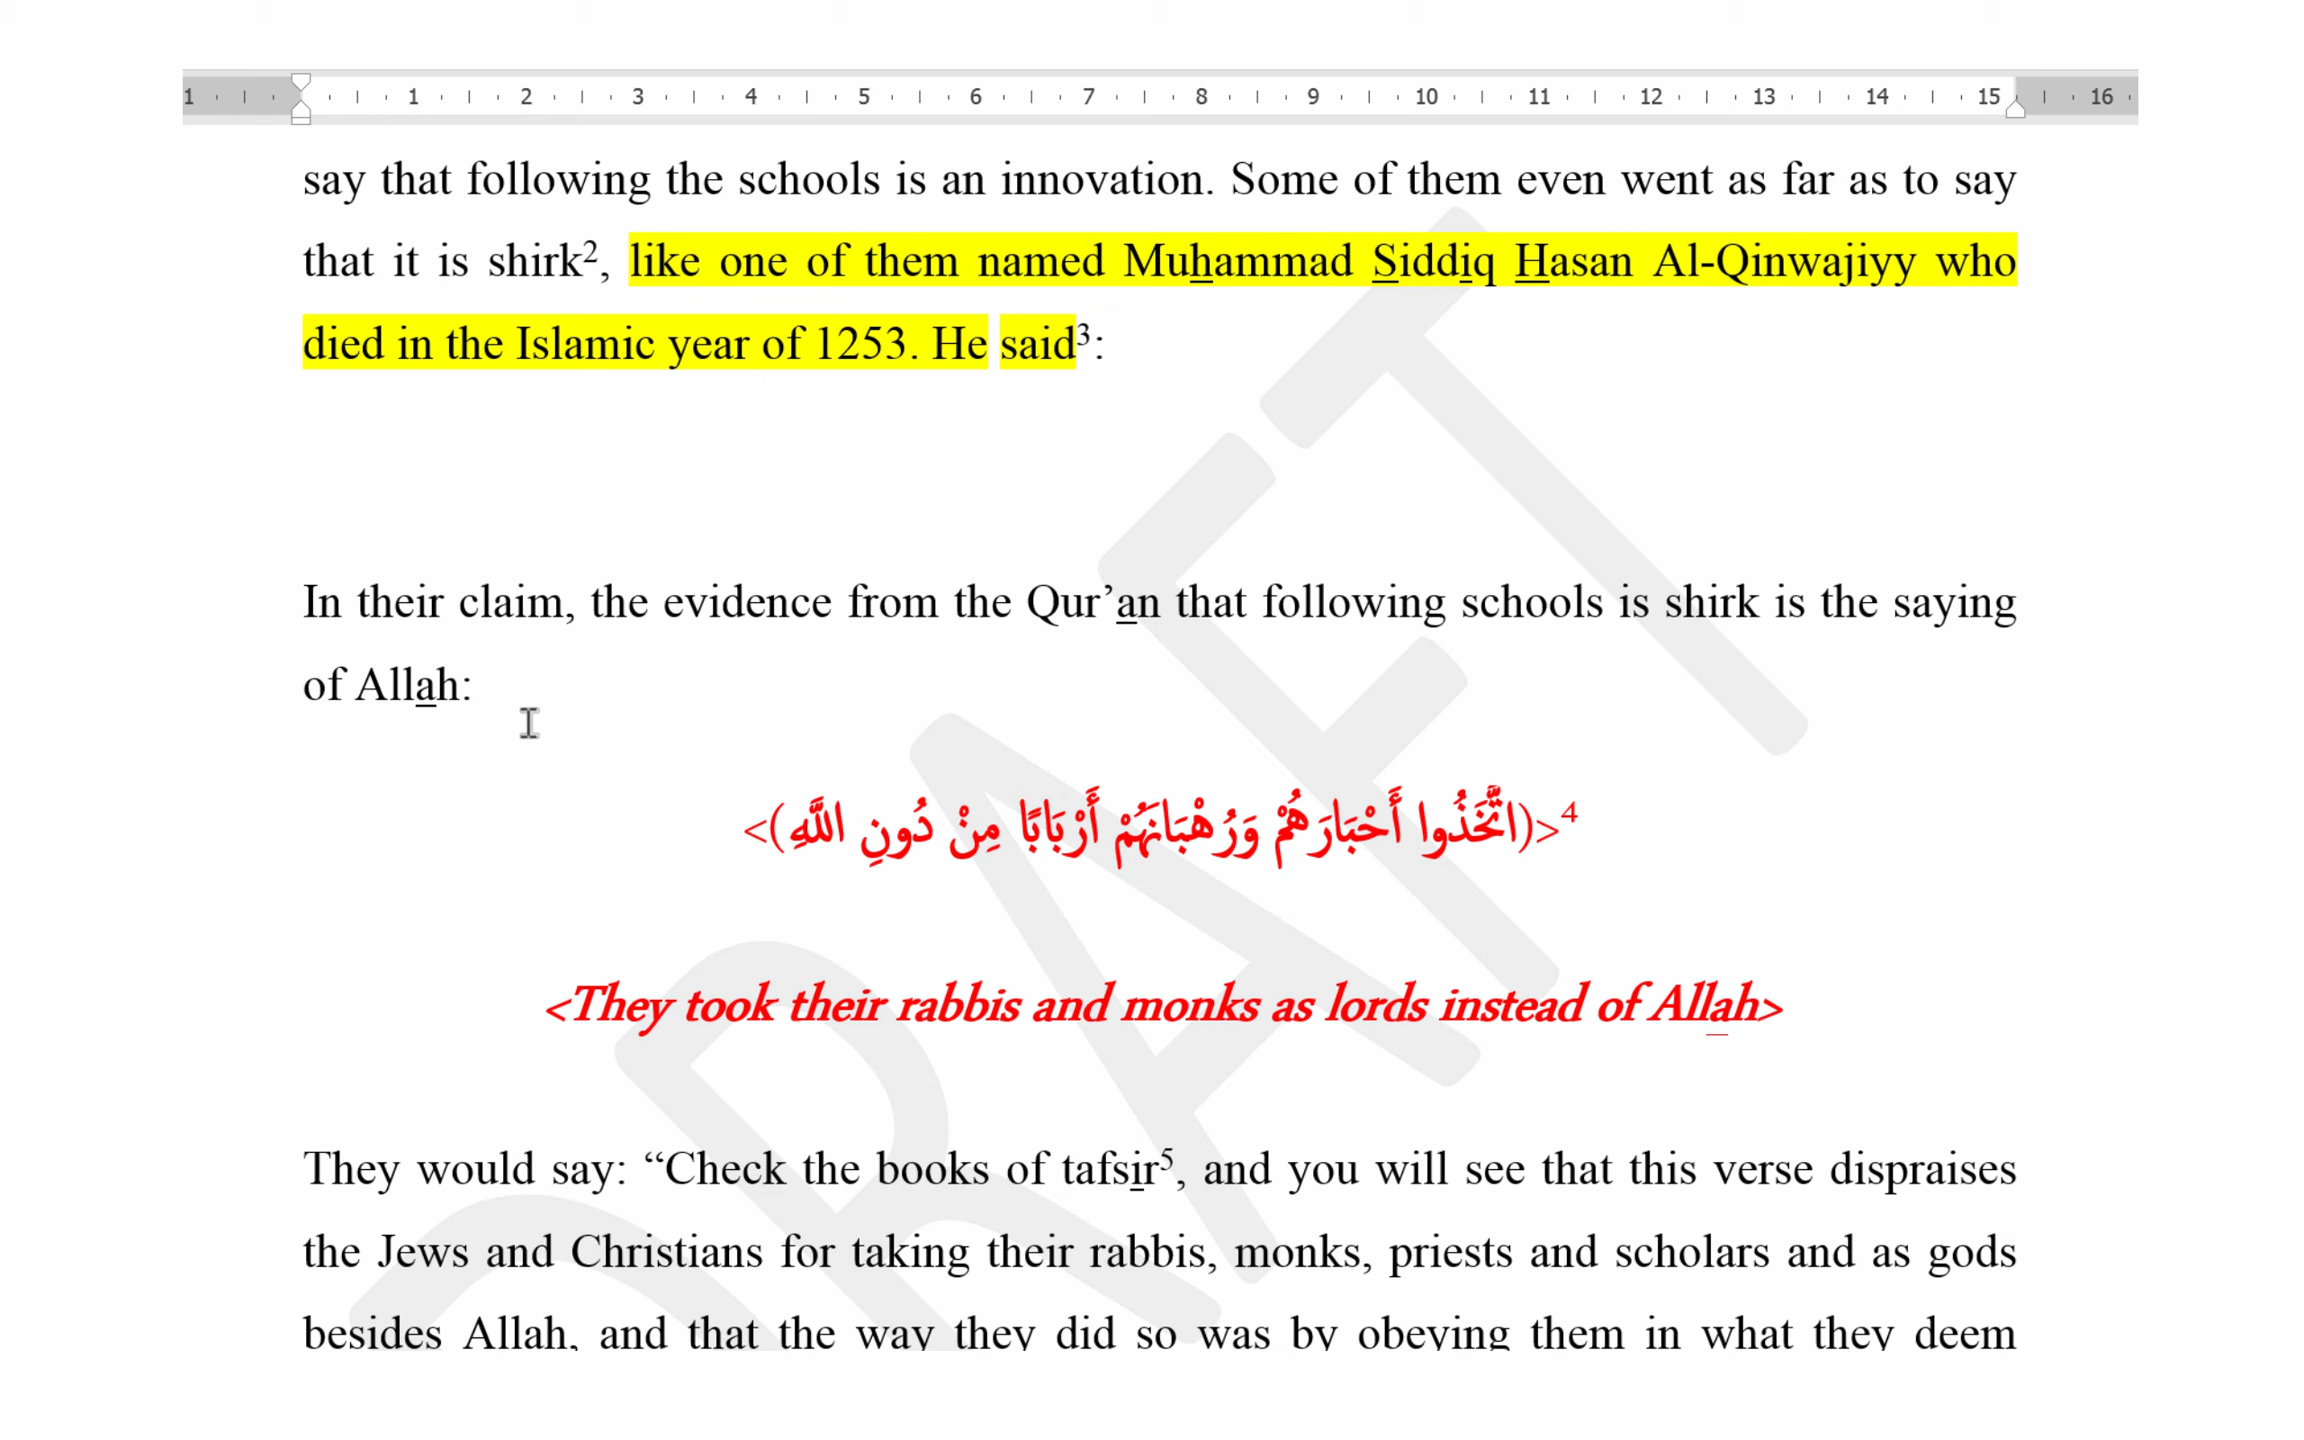 1 1 2 3 4 5 6 7 8 9 10 11 12 13 14 15 16
say that following the schools is an innovation. Some of them even went as far as to say
that it is shirk², like one of them named Muhammad Siddiq Hasan Al-Qinwajiyy who
died in the Islamic year of 1253. He said³:
In their claim, the evidence from the Qur’an that following schools is shirk is the saying
of Allah:
<(اتَّخَذُوا أَحْبَارَهُمْ وَرُهْبَانَهُمْ أَرْبَابًا مِنْ دُونِ اللَّهِ)>⁴
<They took their rabbis and monks as lords instead of Allah>
They would say: “Check the books of tafsir⁵, and you will see that this verse dispraises
the Jews and Christians for taking their rabbis, monks, priests and scholars and as gods
besides Allah, and that the way they did so was by obeying them in what they deem
DRAFT